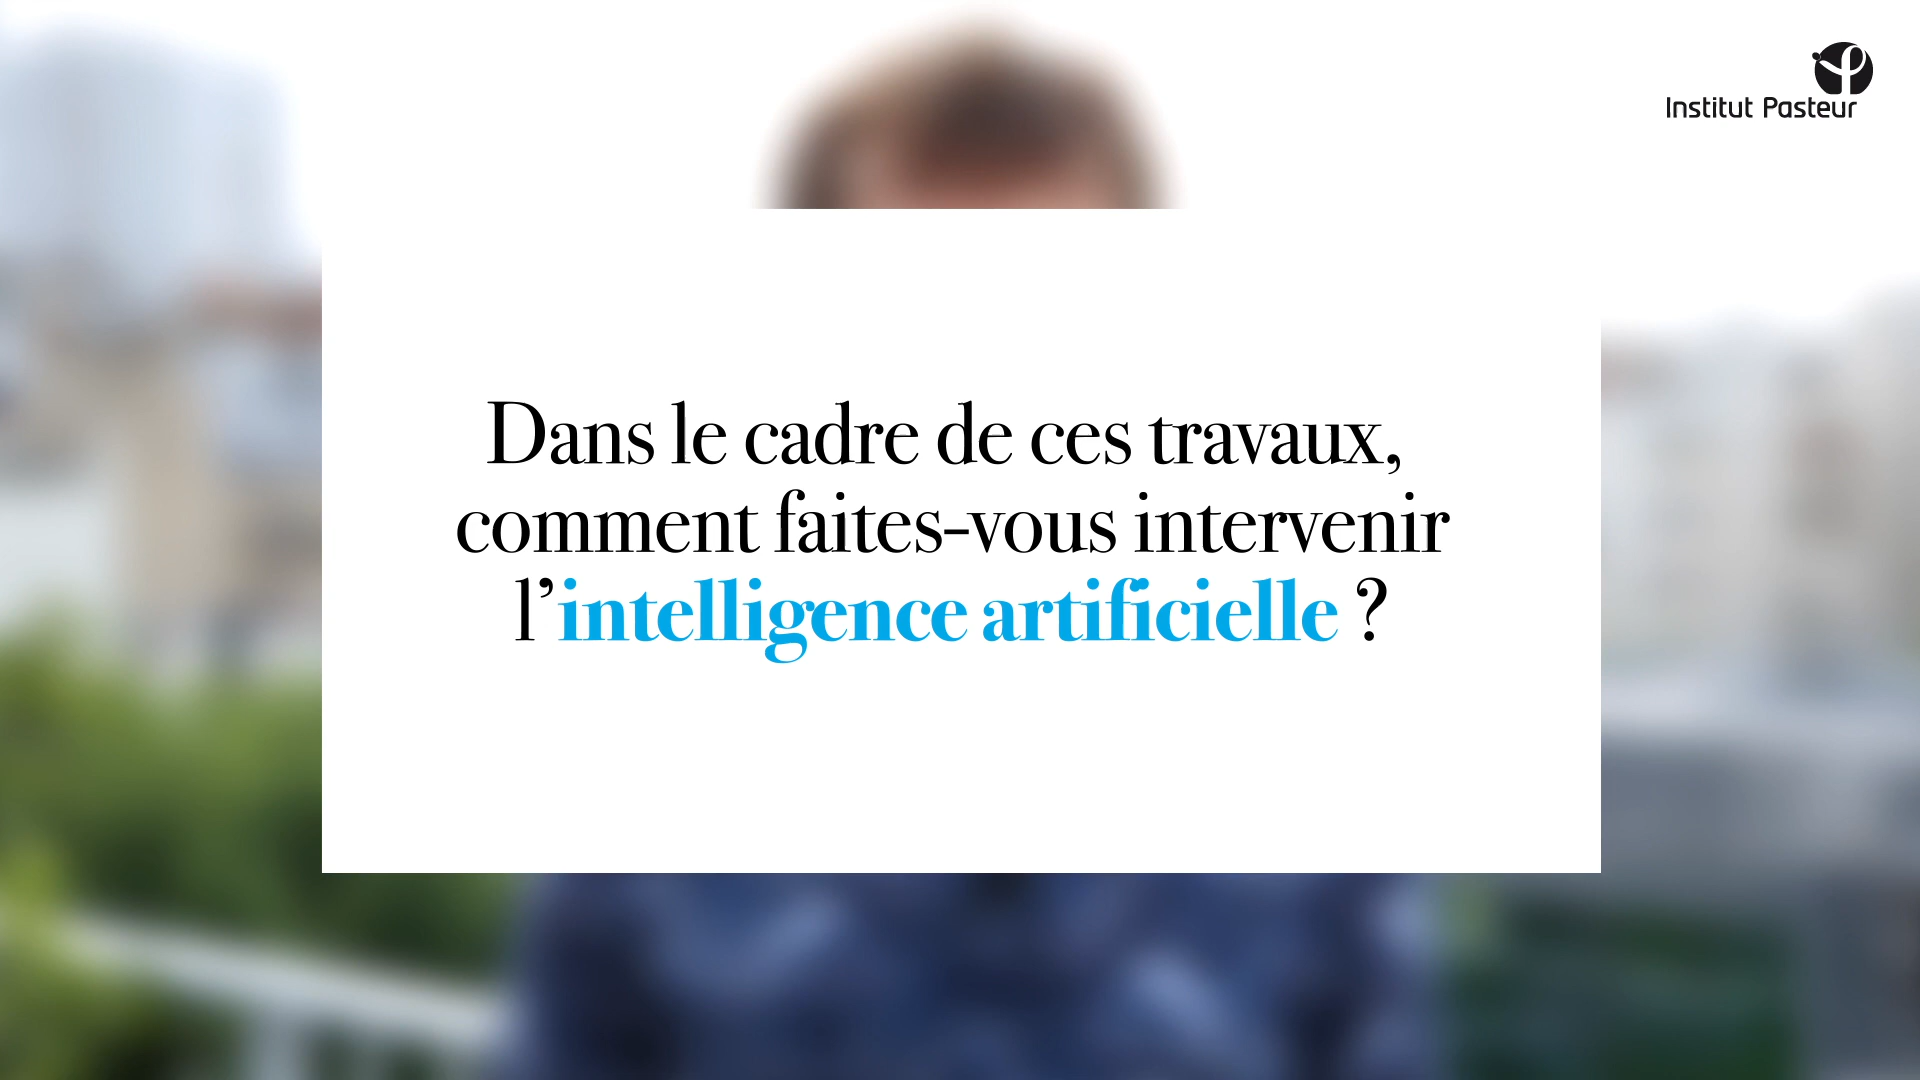 Institut Pasteur
Dans le cadre de ces travaux,
comment faites-vous intervenir
l’intelligence artificielle ?